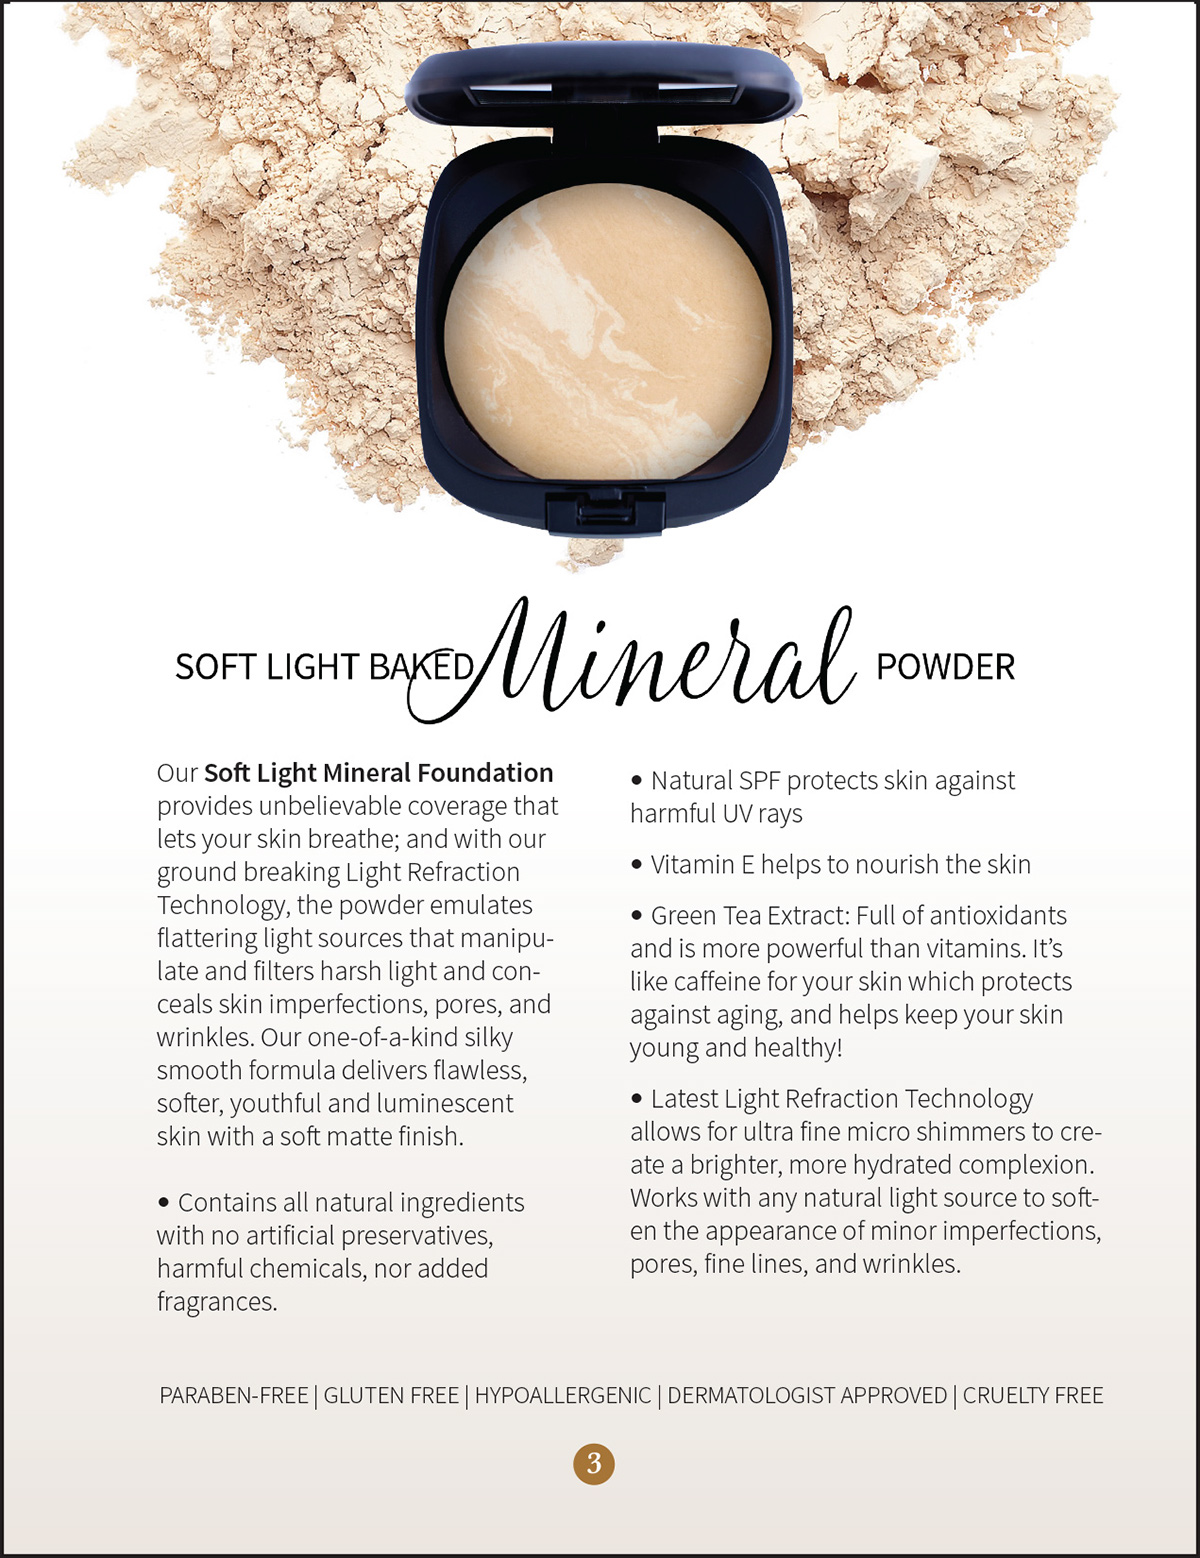 SOFT LIGHT BAKED Mineral POWDER
Our Soft Light Mineral Foundation
provides unbelievable coverage that
lets your skin breathe; and with our
ground breaking Light Refraction
Technology, the powder emulates
flattering light sources that manipu-
late and filters harsh light and con-
ceals skin imperfections, pores, and
wrinkles. Our one-of-a-kind silky
smooth formula delivers flawless,
softer, youthful and luminescent
skin with a soft matte finish.
• Contains all natural ingredients
with no artificial preservatives,
harmful chemicals, nor added
fragrances.
• Natural SPF protects skin against
harmful UV rays
• Vitamin E helps to nourish the skin
• Green Tea Extract: Full of antioxidants
and is more powerful than vitamins. It’s
like caffeine for your skin which protects
against aging, and helps keep your skin
young and healthy!
• Latest Light Refraction Technology
allows for ultra fine micro shimmers to cre-
ate a brighter, more hydrated complexion.
Works with any natural light source to soft-
en the appearance of minor imperfections,
pores, fine lines, and wrinkles.
PARABEN-FREE | GLUTEN FREE | HYPOALLERGENIC | DERMATOLOGIST APPROVED | CRUELTY FREE
3